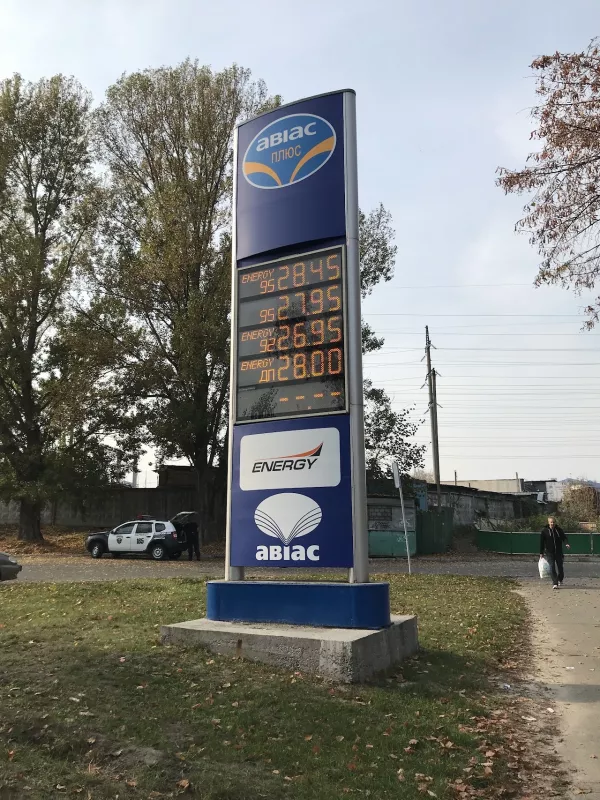 авіас
плюс
ENERGY
95 28.45
95 27.95
ENERGY
92 26.95
ENERGY
ДП 28.00
--.--
ENERGY
авіас